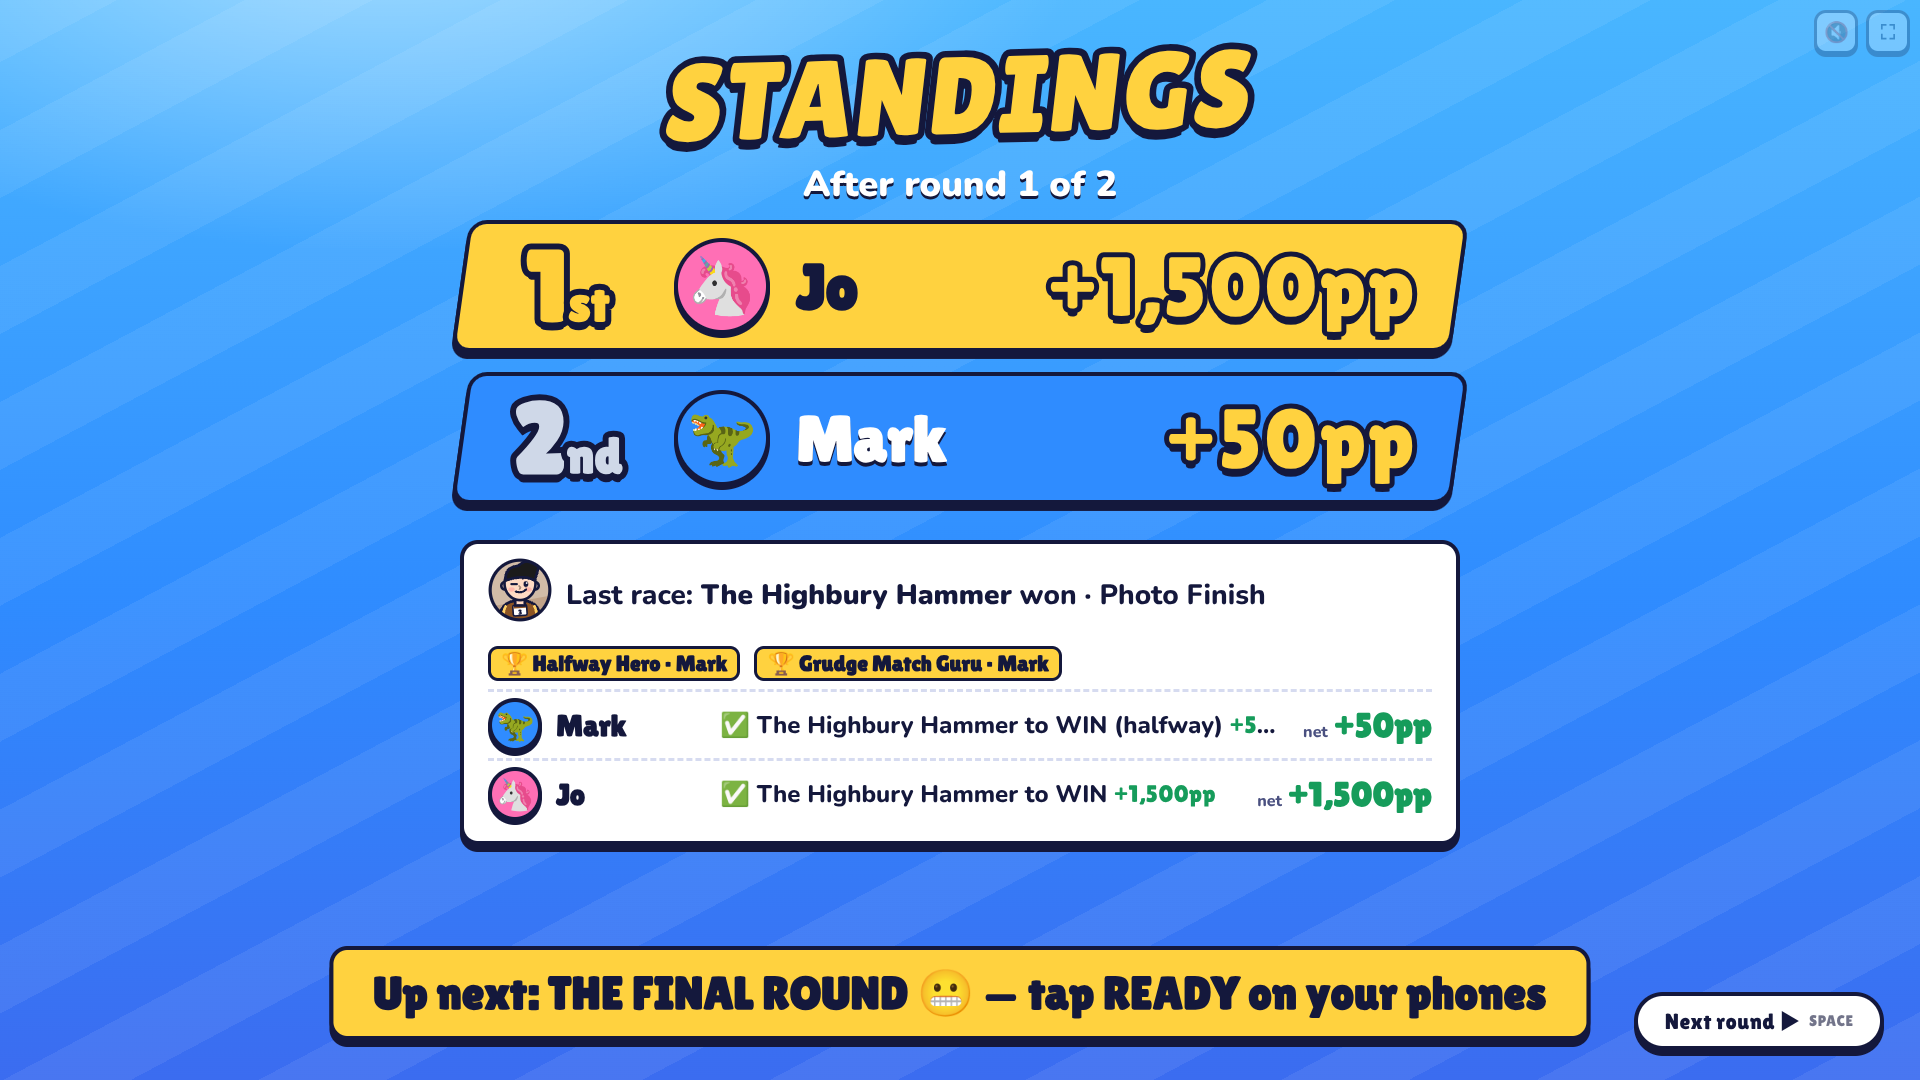 STANDINGS
After round 1 of 2
1st Jo +1,500pp
2nd Mark +50pp
Last race: The Highbury Hammer won · Photo Finish
🏆 Halfway Hero · Mark 🏆 Grudge Match Guru · Mark
Mark ✅ The Highbury Hammer to WIN (halfway) +5... net +50pp
Jo ✅ The Highbury Hammer to WIN +1,500pp net +1,500pp
Up next: THE FINAL ROUND 😬 — tap READY on your phones
Next round ▶ SPACE